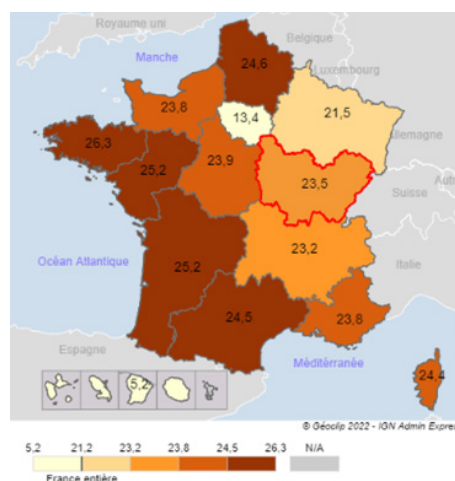 Royaume uni
Belgique
Manche
24,6
Luxembourg
23,8
13,4
21,5
Allemagne
26,3
25,2
23,9
23,5
Suisse
Autr
25,2
23,2
Océan Atlantique
Italie
24,5
23,8
Espagne
Méditérranée
24,4
5,2
© Géoclip 2022 - IGN Admin Expres
5,2 21,2 23,2 23,8 24,5 26,3 N/A
France entière